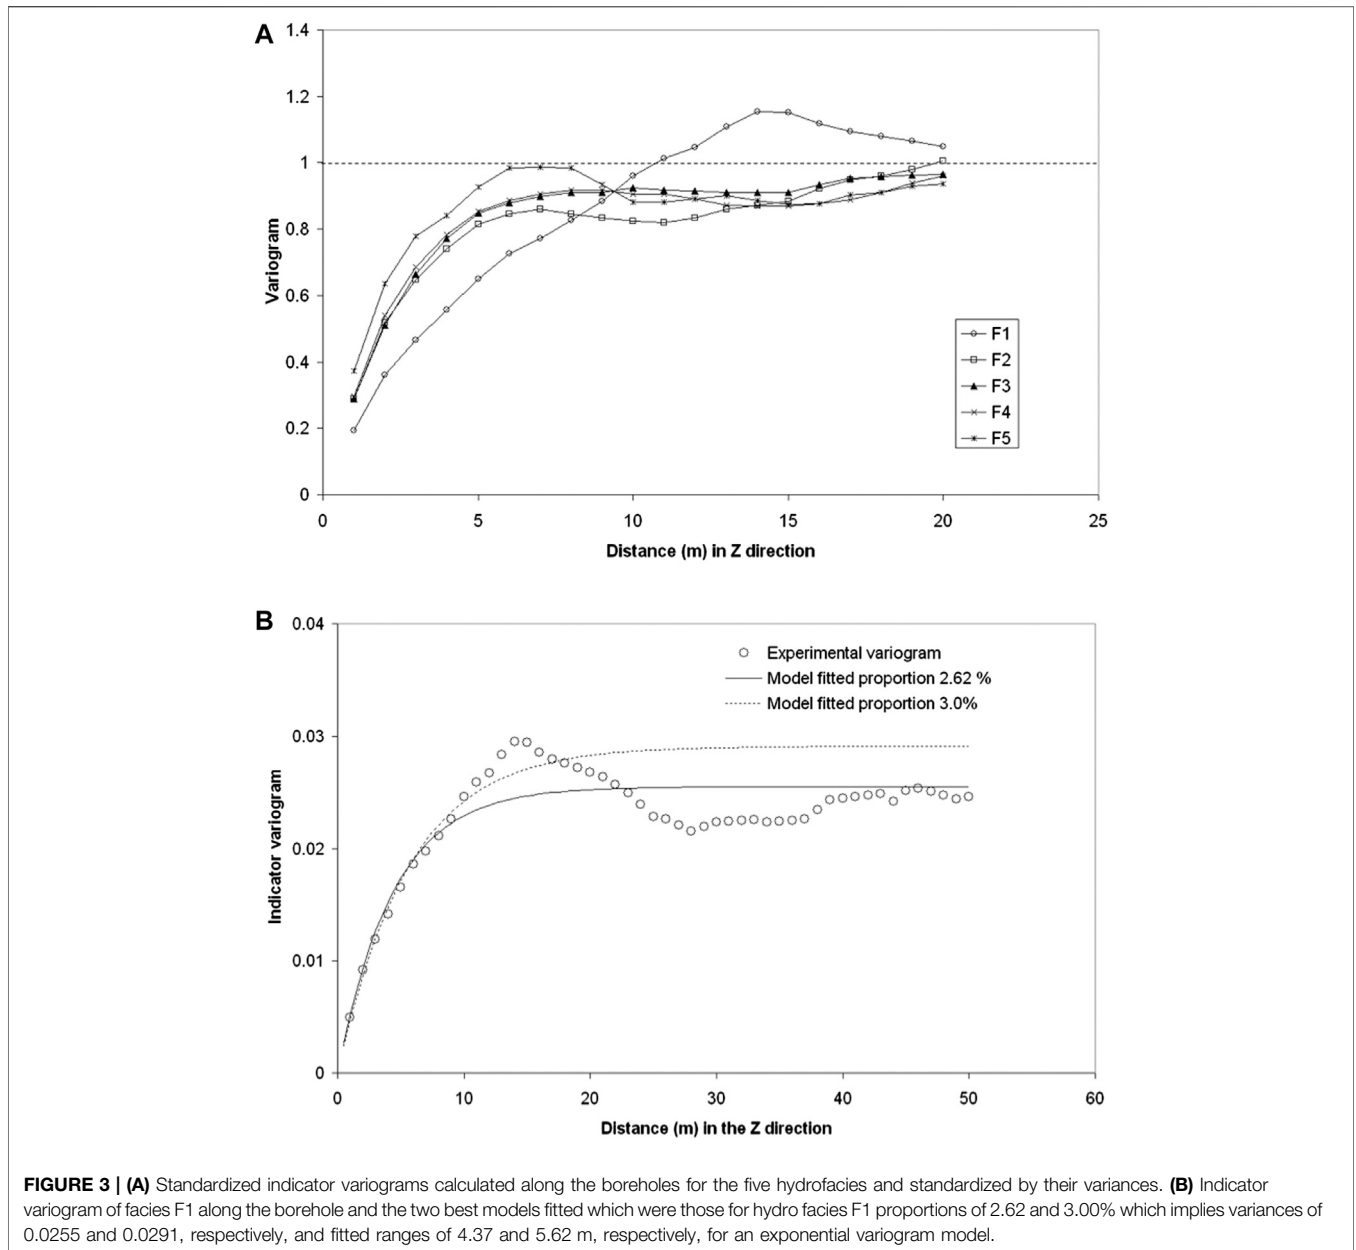 A
1.4
1.2
1
0.8
0.6
0.4
0.2
0
Variogram
F1
F2
F3
F4
F5
0 5 10 15 20 25
Distance (m) in Z direction
B
0.04
0.03
0.02
0.01
0
Indicator variogram
Experimental variogram
Model fitted proportion 2.62 %
Model fitted proportion 3.0%
0 10 20 30 40 50 60
Distance (m) in the Z direction
FIGURE 3 | (A) Standardized indicator variograms calculated along the boreholes for the five hydrofacies and standardized by their variances. (B) Indicator
variogram of facies F1 along the borehole and the two best models fitted which were those for hydro facies F1 proportions of 2.62 and 3.00% which implies variances of
0.0255 and 0.0291, respectively, and fitted ranges of 4.37 and 5.62 m, respectively, for an exponential variogram model.